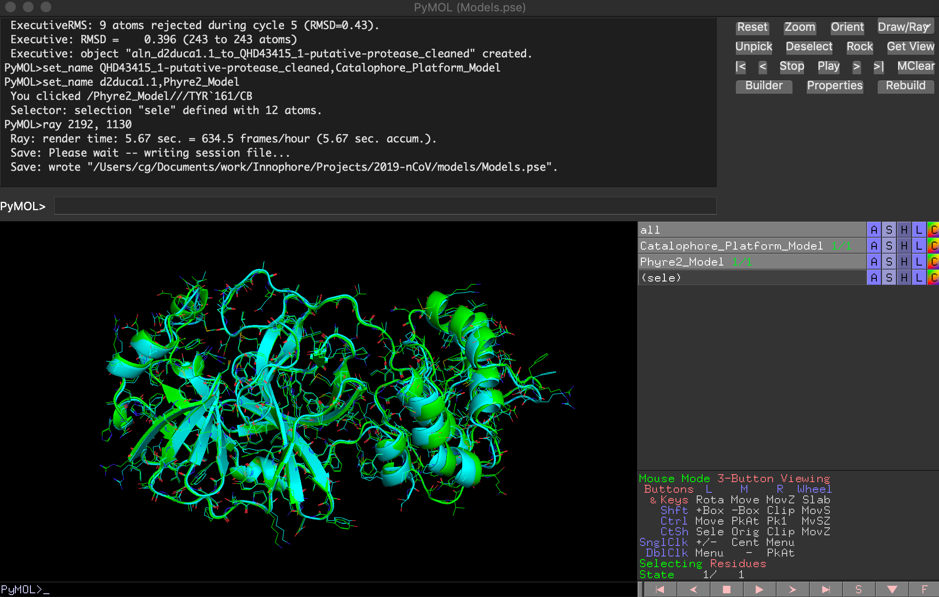 PyMOL (Models.pse)
ExecutiveRMS: 9 atoms rejected during cycle 5 (RMSD=0.43).
Executive: RMSD =    0.396 (243 to 243 atoms)
Executive: object "aln_d2duca1.1_to_QHD43415_1-putative-protease_cleaned" created.
PyMOL>set_name QHD43415_1-putative-protease_cleaned,Catalophore_Platform_Model
PyMOL>set_name d2duca1.1,Phyre2_Model
You clicked /Phyre2_Model///TYR`161/CB
Selector: selection "sele" defined with 12 atoms.
PyMOL>ray 2192, 1130
Ray: render time: 5.67 sec. = 634.5 frames/hour (5.67 sec. accum.).
Save: Please wait -- writing session file...
Save: wrote "/Users/cg/Documents/work/Innophore/Projects/2019-nCoV/models/Models.pse".
Reset Zoom Orient Draw/Ray
Unpick Deselect Rock Get View
|< < Stop Play > >| MClear
Builder Properties Rebuild
PyMOL>
all A S H L C
Catalophore_Platform_Model 1/1 A S H L C
Phyre2_Model 1/1 A S H L C
(sele) A S H L C
Mouse Mode 3-Button Viewing
Buttons L M R Wheel
& Keys Rota Move MovZ Slab
Shft +Box -Box Clip MovS
Ctrl Move PkAt Pk1 MvSZ
CtSh Sele Orig Clip MovZ
SnglClk +/- Cent Menu
DblClk Menu - PkAt
Selecting Residues
State 1/ 1
PyMOL>_
S F